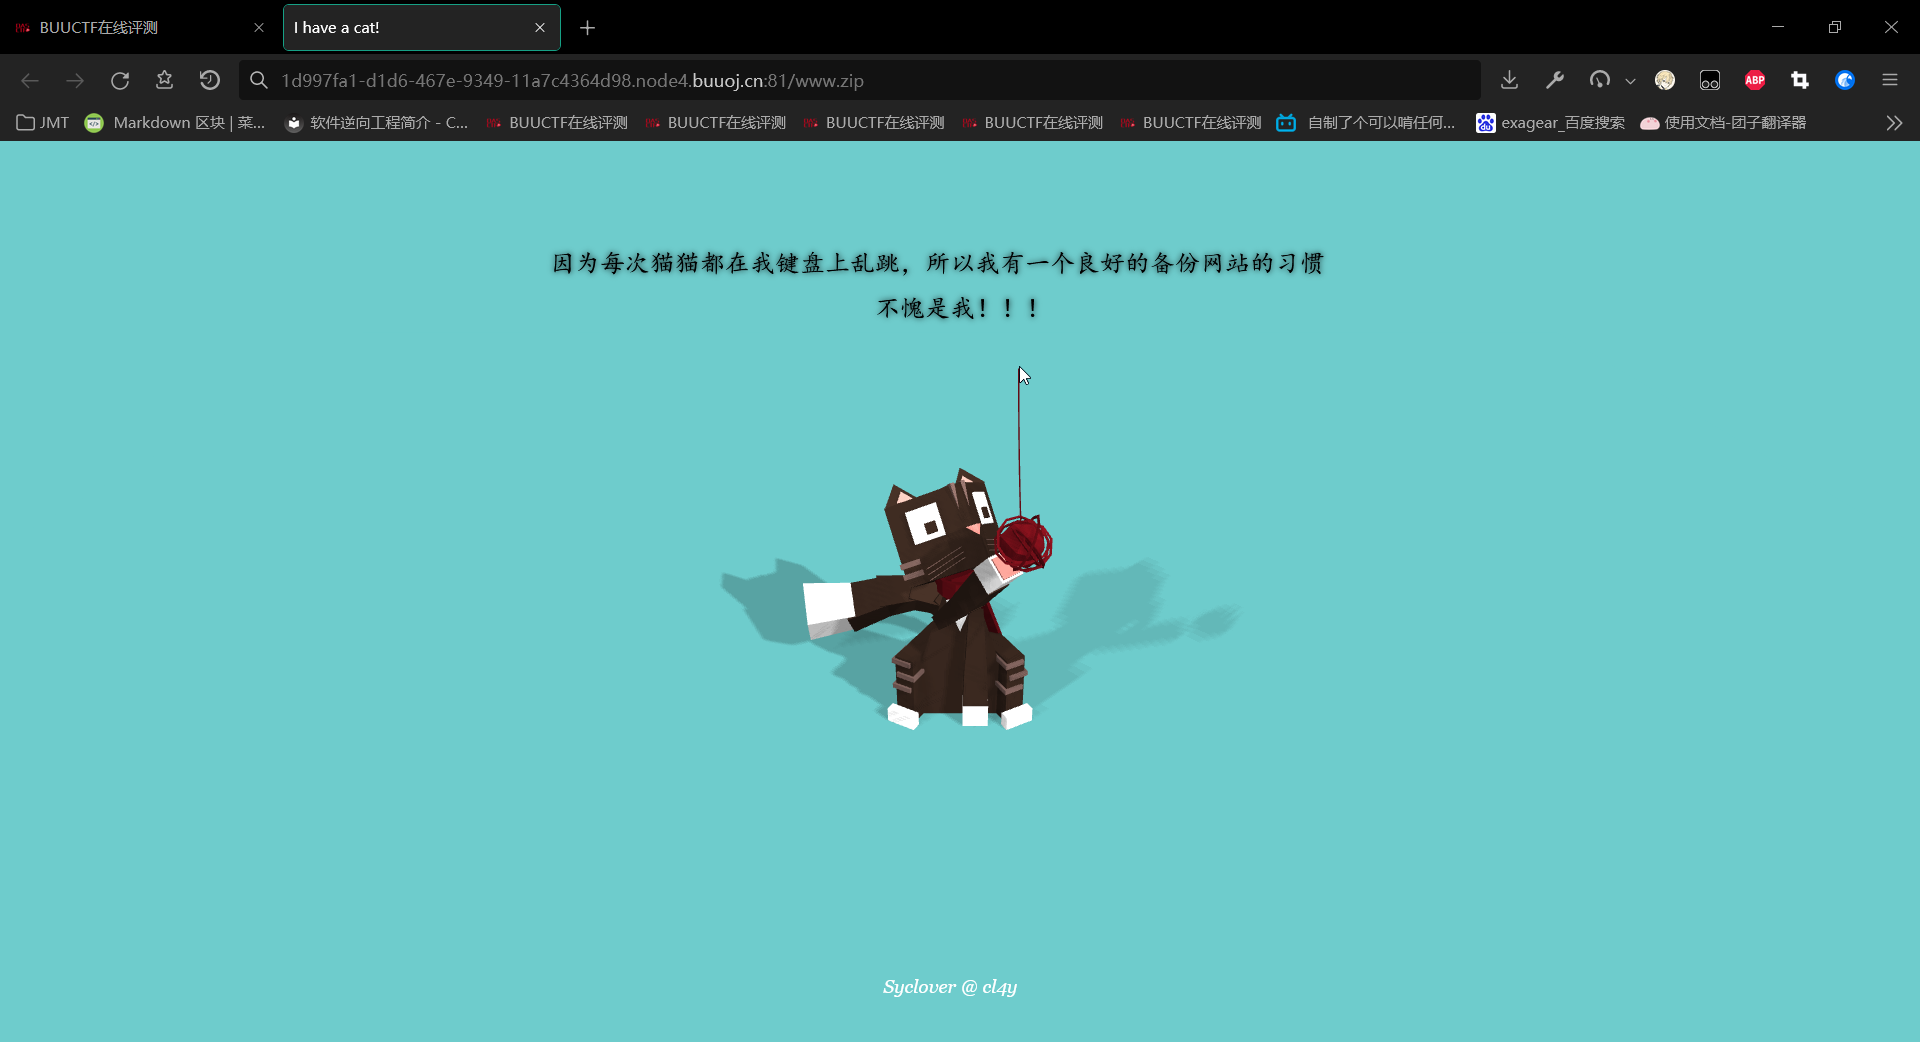 BUUCTF在线评测
I have a cat!
1d997fa1-d1d6-467e-9349-11a7c4364d98.node4.buuoj.cn:81/www.zip
ABP
JMT
Markdown 区块 | 菜...
软件逆向工程简介 - C...
BUUCTF在线评测
BUUCTF在线评测
BUUCTF在线评测
BUUCTF在线评测
BUUCTF在线评测
自制了个可以啃任何...
exagear_百度搜索
使用文档-团子翻译器
因为每次猫猫都在我键盘上乱跳，所以我有一个良好的备份网站的习惯
不愧是我！！！
Syclover @ cl4y